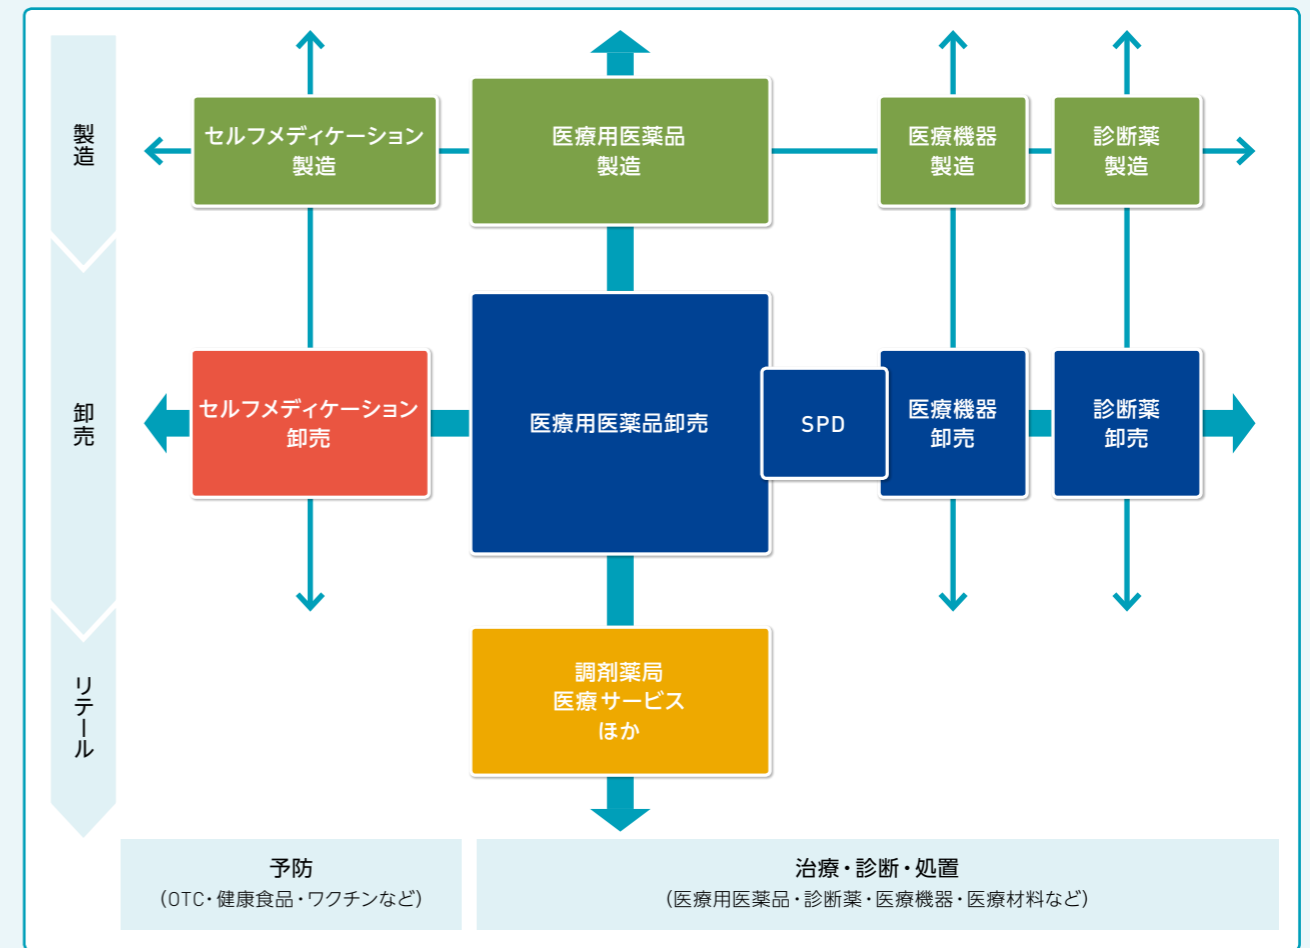 製造
セルフメディケーション
製造
医療用医薬品
製造
医療機器
製造
診断薬
製造
卸売
セルフメディケーション
卸売
医療用医薬品卸売
SPD
医療機器
卸売
診断薬
卸売
リテール
調剤薬局
医療サービス
ほか
予防
（OTC・健康食品・ワクチンなど）
治療・診断・処置
（医療用医薬品・診断薬・医療機器・医療材料など）